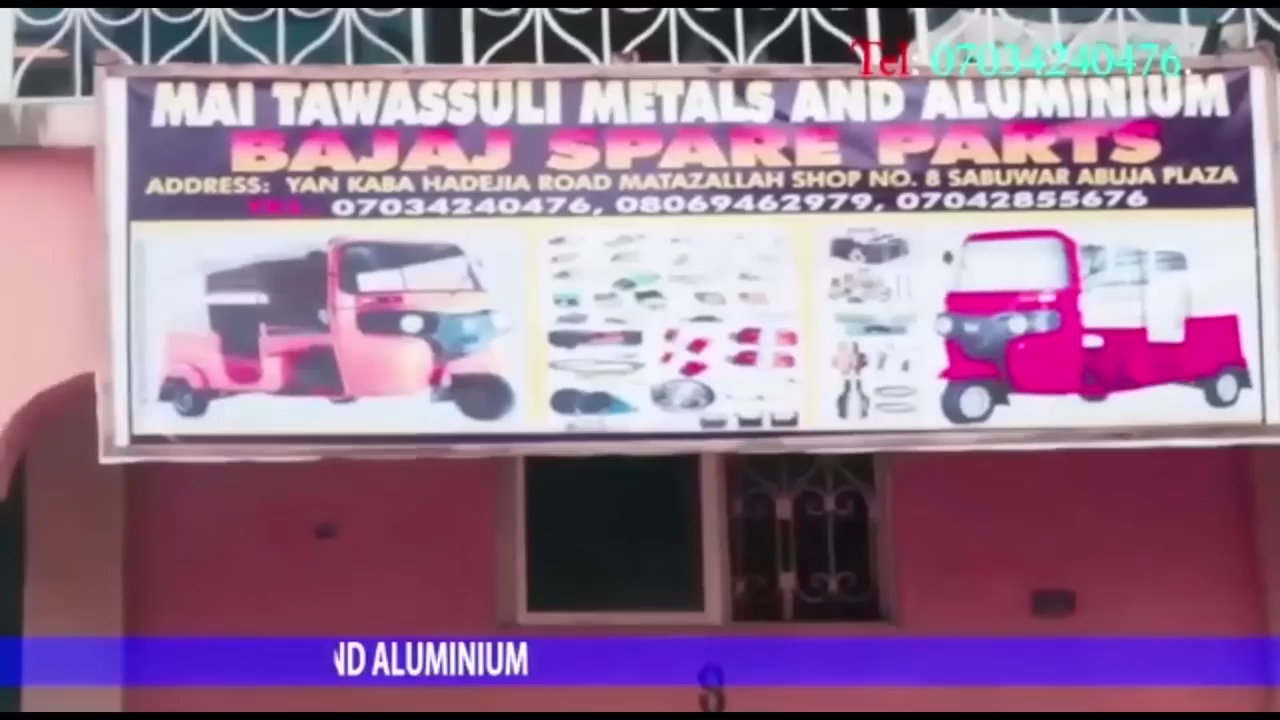 Tel: 07034240476.
MAI TAWASSULI METALS AND ALUMINIUM
BAJAJ SPARE PARTS
ADDRESS: YAN KABA HADEJIA ROAD MATAZALLAH SHOP NO. 8 SABUWAR ABUJA PLAZA
07034240476, 08069462979, 07042855676
ND ALUMINIUM
8